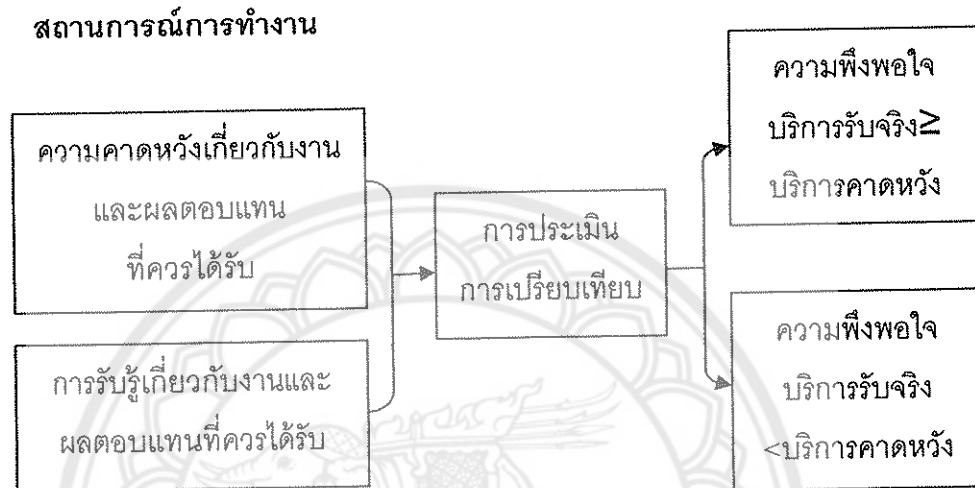 สถานการณ์การทำงาน
ความคาดหวังเกี่ยวกับงาน
และผลตอบแทน
ที่ควรได้รับ
การรับรู้เกี่ยวกับงานและ
ผลตอบแทนที่ควรได้รับ
การประเมิน
การเปรียบเทียบ
ความพึงพอใจ
บริการรับจริง≥
บริการคาดหวัง
ความพึงพอใจ
บริการรับจริง
<บริการคาดหวัง